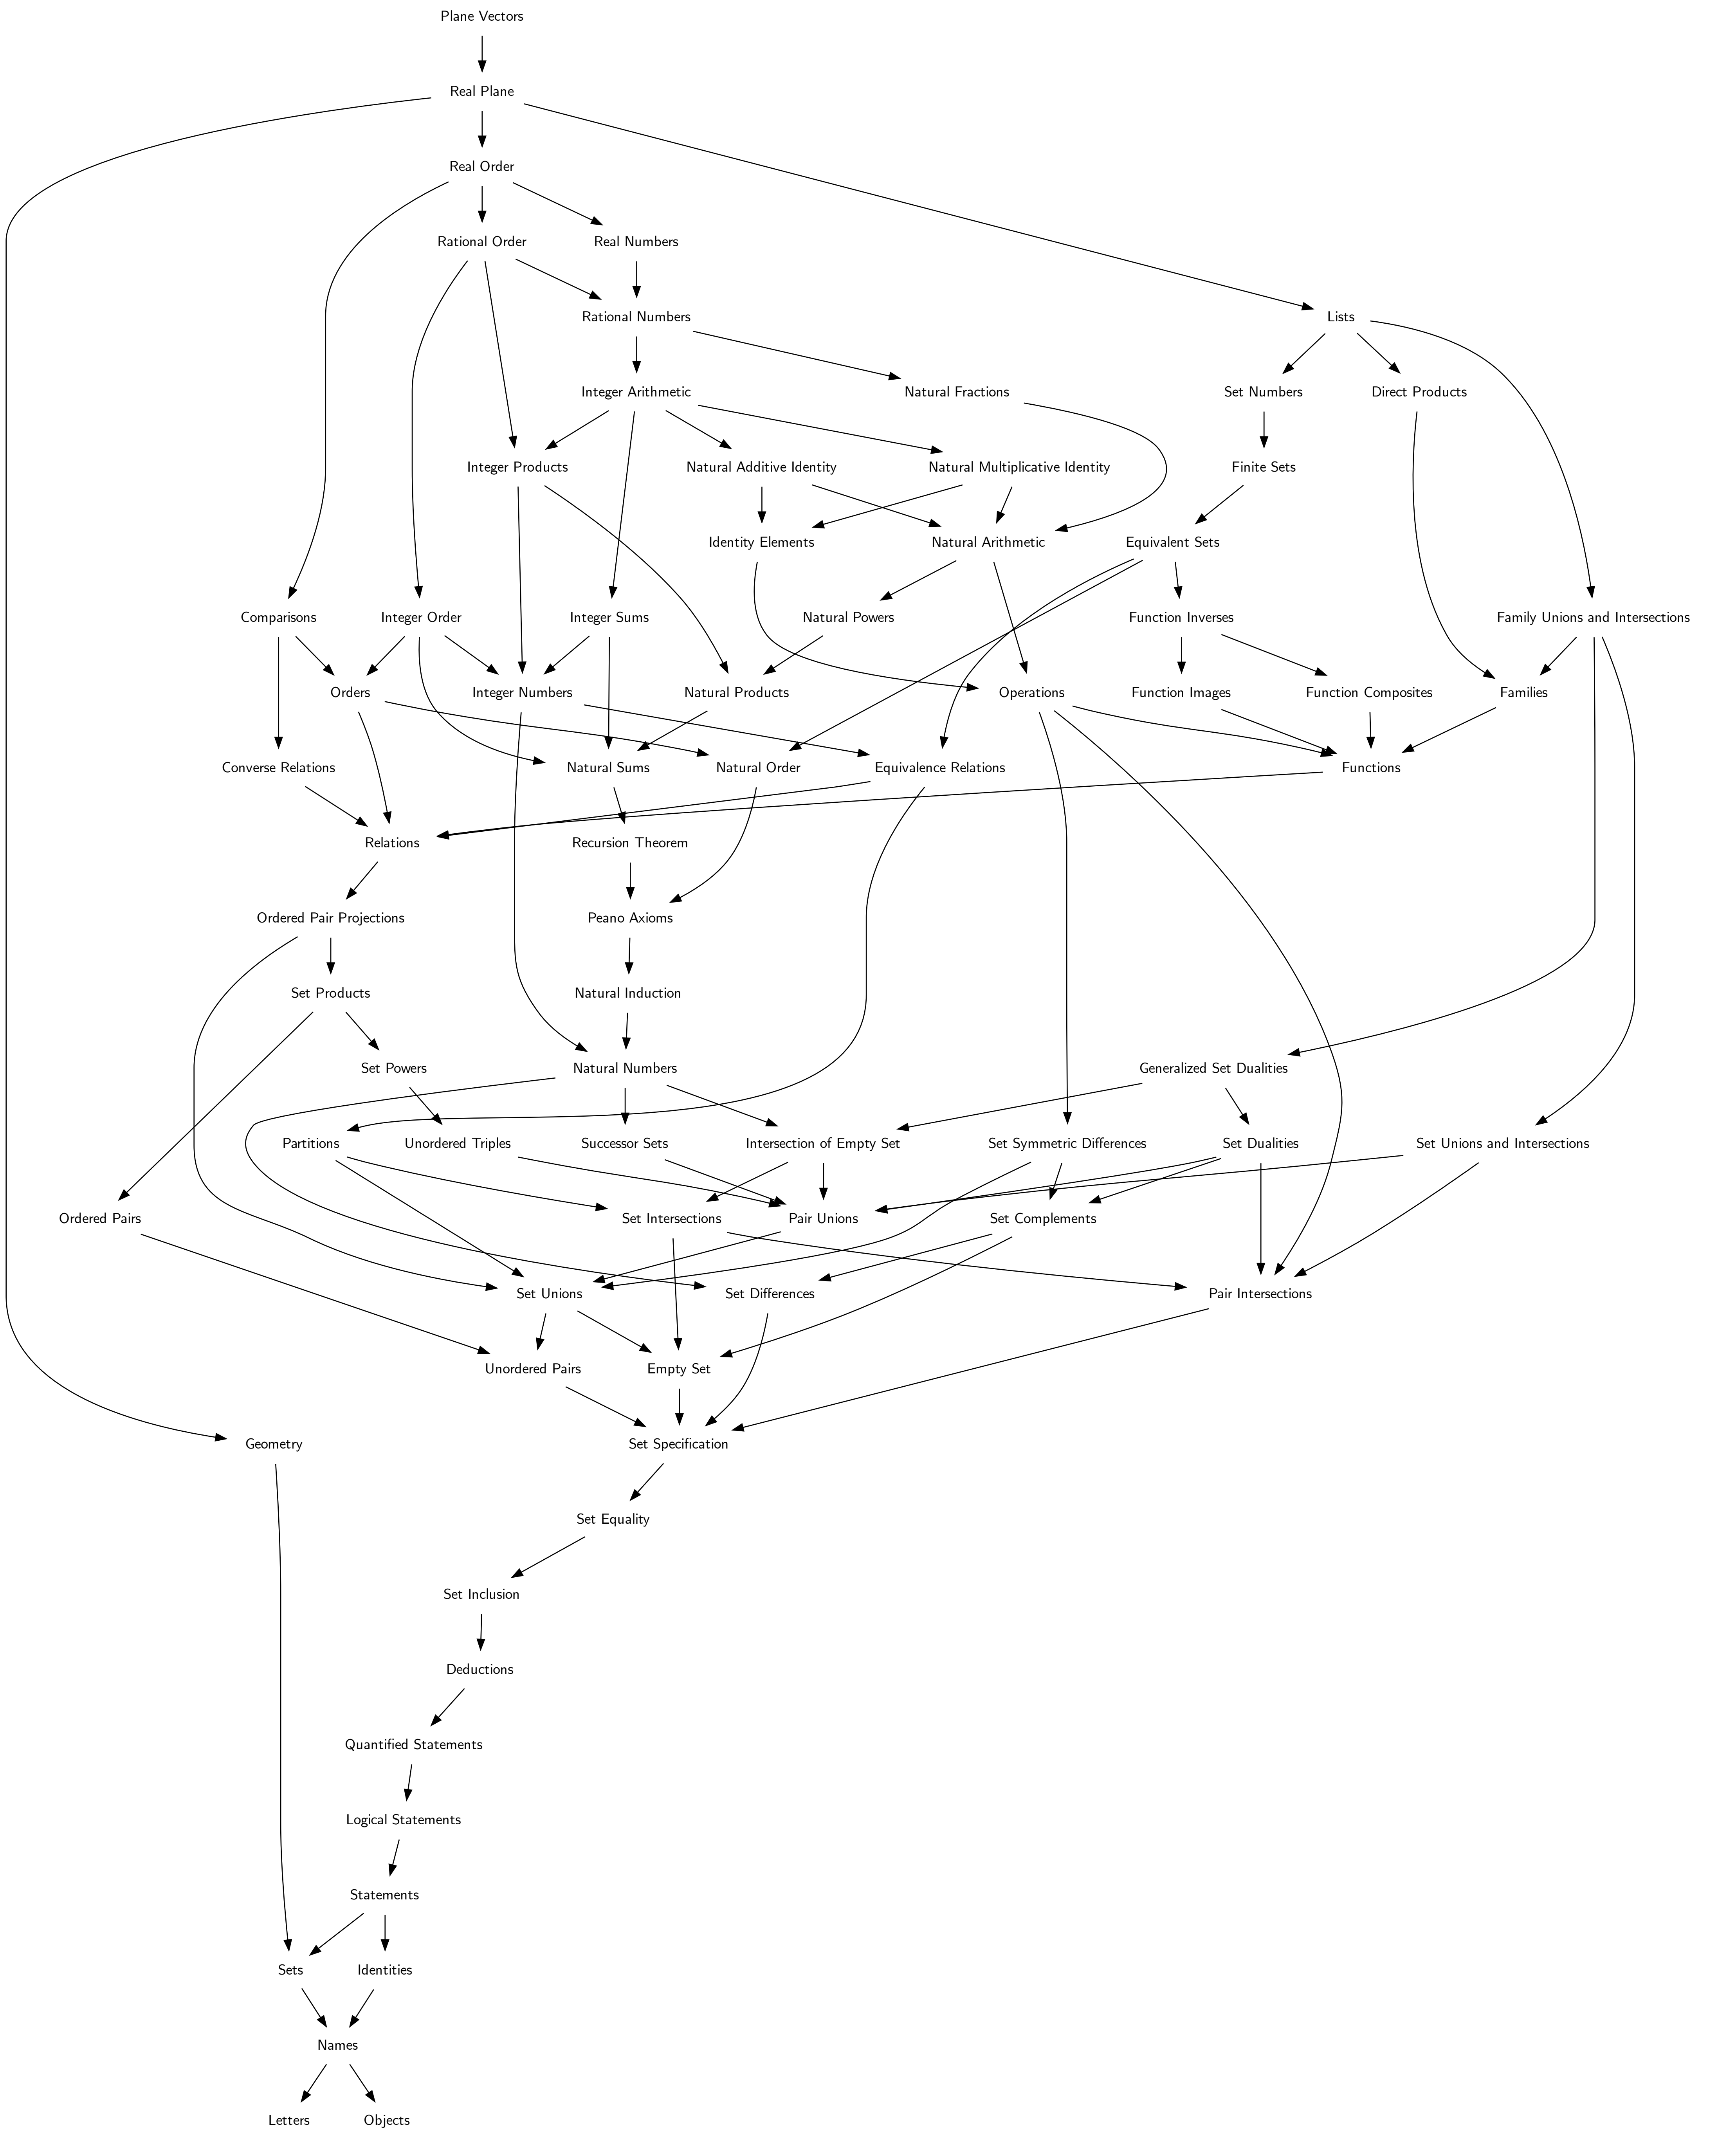 Plane Vectors
Real Plane
Real Order
Rational Order
Real Numbers
Rational Numbers
Lists
Integer Arithmetic
Natural Fractions
Set Numbers
Direct Products
Integer Products
Natural Additive Identity
Natural Multiplicative Identity
Finite Sets
Identity Elements
Natural Arithmetic
Equivalent Sets
Comparisons
Integer Order
Integer Sums
Natural Powers
Function Inverses
Family Unions and Intersections
Orders
Integer Numbers
Natural Products
Operations
Function Images
Function Composites
Families
Converse Relations
Natural Sums
Natural Order
Equivalence Relations
Functions
Relations
Recursion Theorem
Ordered Pair Projections
Peano Axioms
Set Products
Natural Induction
Set Powers
Natural Numbers
Generalized Set Dualities
Partitions
Unordered Triples
Successor Sets
Intersection of Empty Set
Set Symmetric Differences
Set Dualities
Set Unions and Intersections
Ordered Pairs
Set Intersections
Pair Unions
Set Complements
Set Unions
Set Differences
Pair Intersections
Unordered Pairs
Empty Set
Geometry
Set Specification
Set Equality
Set Inclusion
Deductions
Quantified Statements
Logical Statements
Statements
Sets
Identities
Names
Letters
Objects